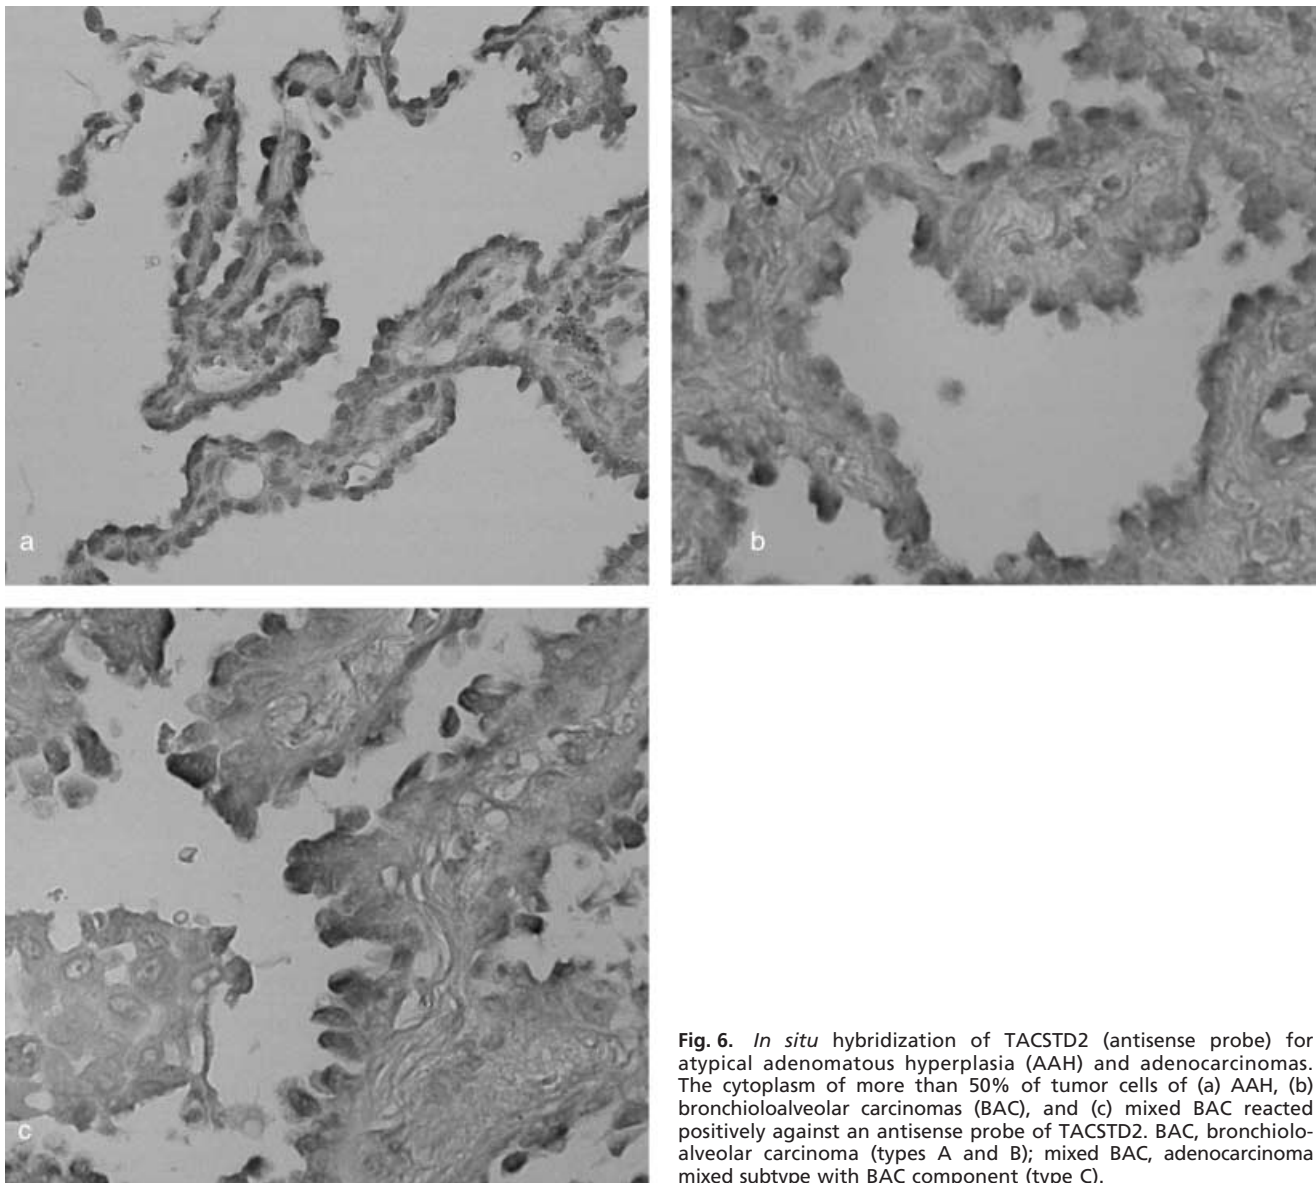 a
b
c
Fig. 6. In situ hybridization of TACSTD2 (antisense probe) for
atypical adenomatous hyperplasia (AAH) and adenocarcinomas.
The cytoplasm of more than 50% of tumor cells of (a) AAH, (b)
bronchioloalveolar carcinomas (BAC), and (c) mixed BAC reacted
positively against an antisense probe of TACSTD2. BAC, bronchiolo-
alveolar carcinoma (types A and B); mixed BAC, adenocarcinoma
mixed subtype with BAC component (type C).